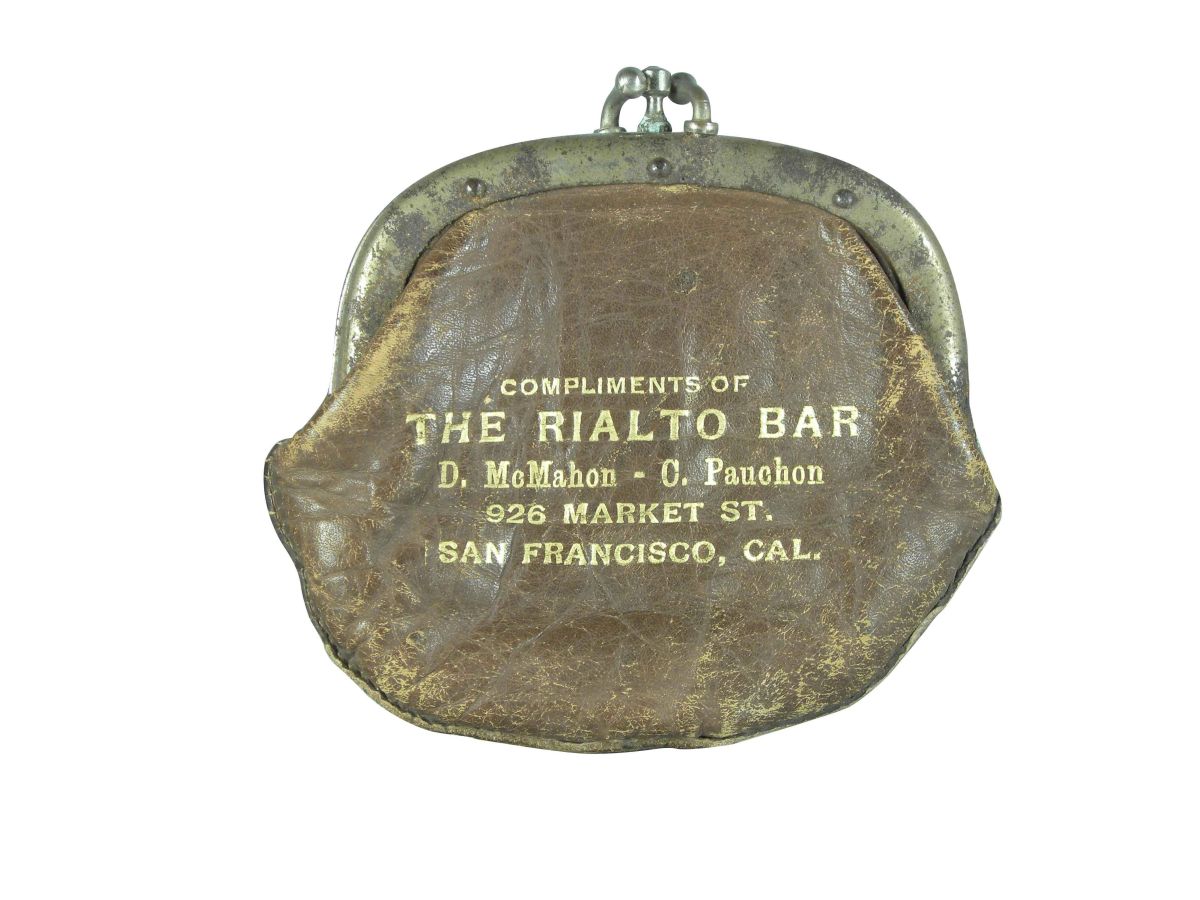 COMPLIMENTS OF
THE RIALTO BAR
D. McMahon - C. Pauchon
926 MARKET ST.
SAN FRANCISCO, CAL.